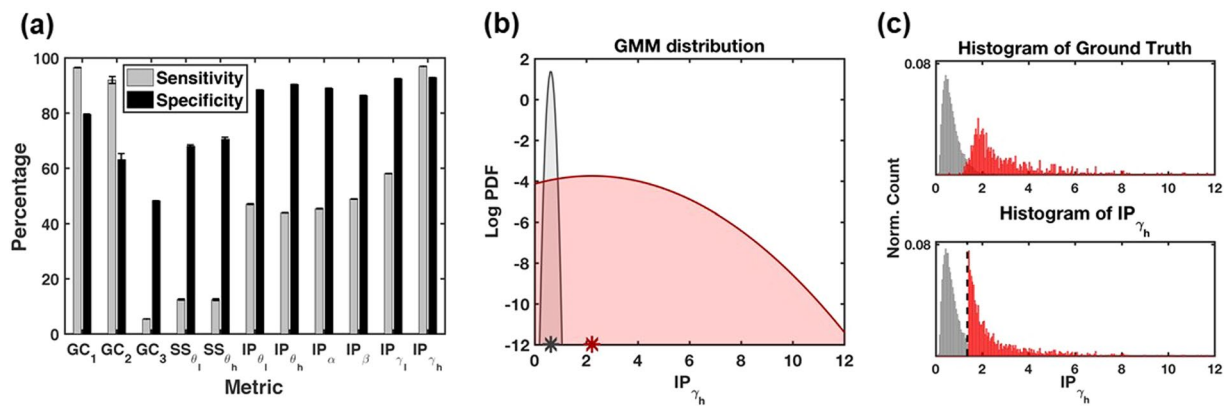 (a)
100
80
60
40
20
0
Percentage
Sensitivity
Specificity
GC1 GC2 GC3 SSθl SSθh IPθl IPθh IPα IPβ IPγl IPγh
Metric
(b)
GMM distribution
2
0
-2
-4
-6
-8
-10
-12
Log PDF
0 2 4 6 8 10 12
IPγh
(c)
Histogram of Ground Truth
0.08
0 2 4 6 8 10 12
Norm. Count
Histogram of IPγh
0.08
0 2 4 6 8 10 12
IPγh